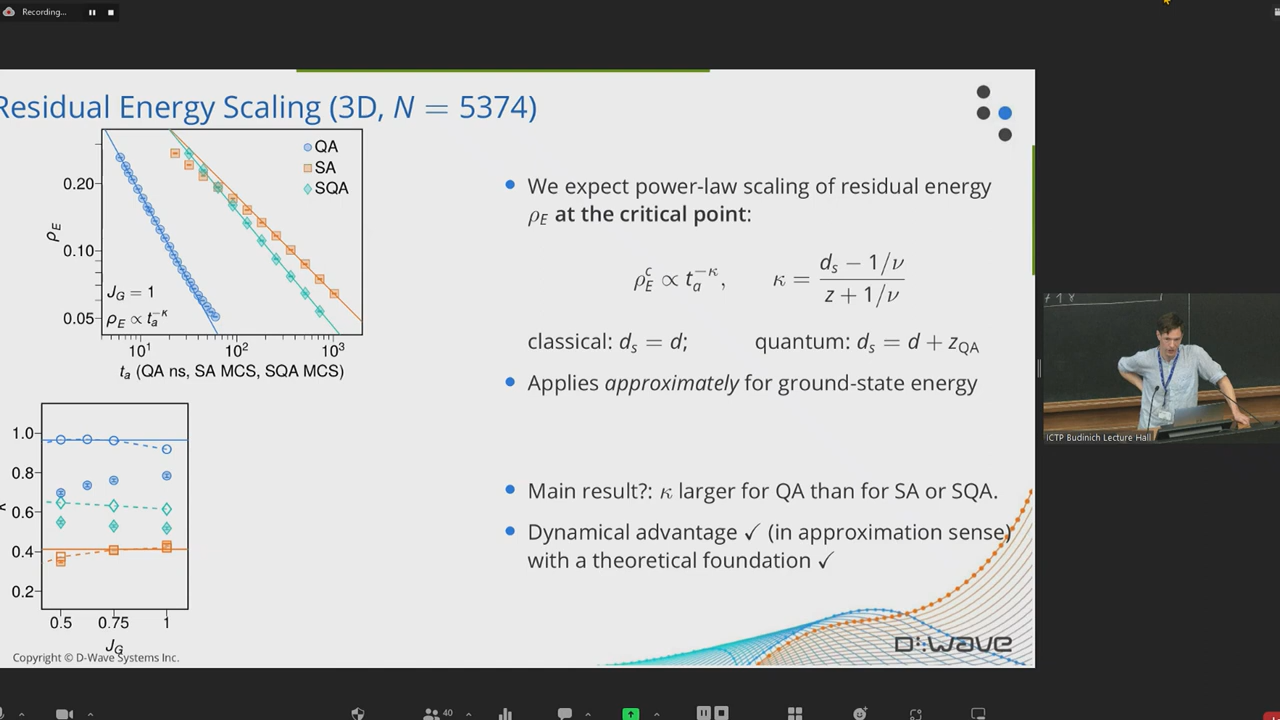 Recording...
Residual Energy Scaling (3D, N = 5374)
QA
SA
SQA
0.20
0.10
0.05
ρ_E
J_G = 1
ρ_E ∝ t_a^{−κ}
10^1
10^2
10^3
t_a (QA ns, SA MCS, SQA MCS)
1.0
0.8
0.6
0.4
0.2
0.5
0.75
1
J_G
Copyright © D-Wave Systems Inc.
• We expect power-law scaling of residual energy
ρ_E at the critical point:
ρ_E^c ∝ t_a^{−κ}, κ = (d_s − 1/ν)/(z + 1/ν)
classical: d_s = d; quantum: d_s = d + z_QA
• Applies approximately for ground-state energy
• Main result?: κ larger for QA than for SA or SQA.
• Dynamical advantage ✓ (in approximation sense)
with a theoretical foundation ✓
D:wave
ICTP Budinich Lecture Hall
40